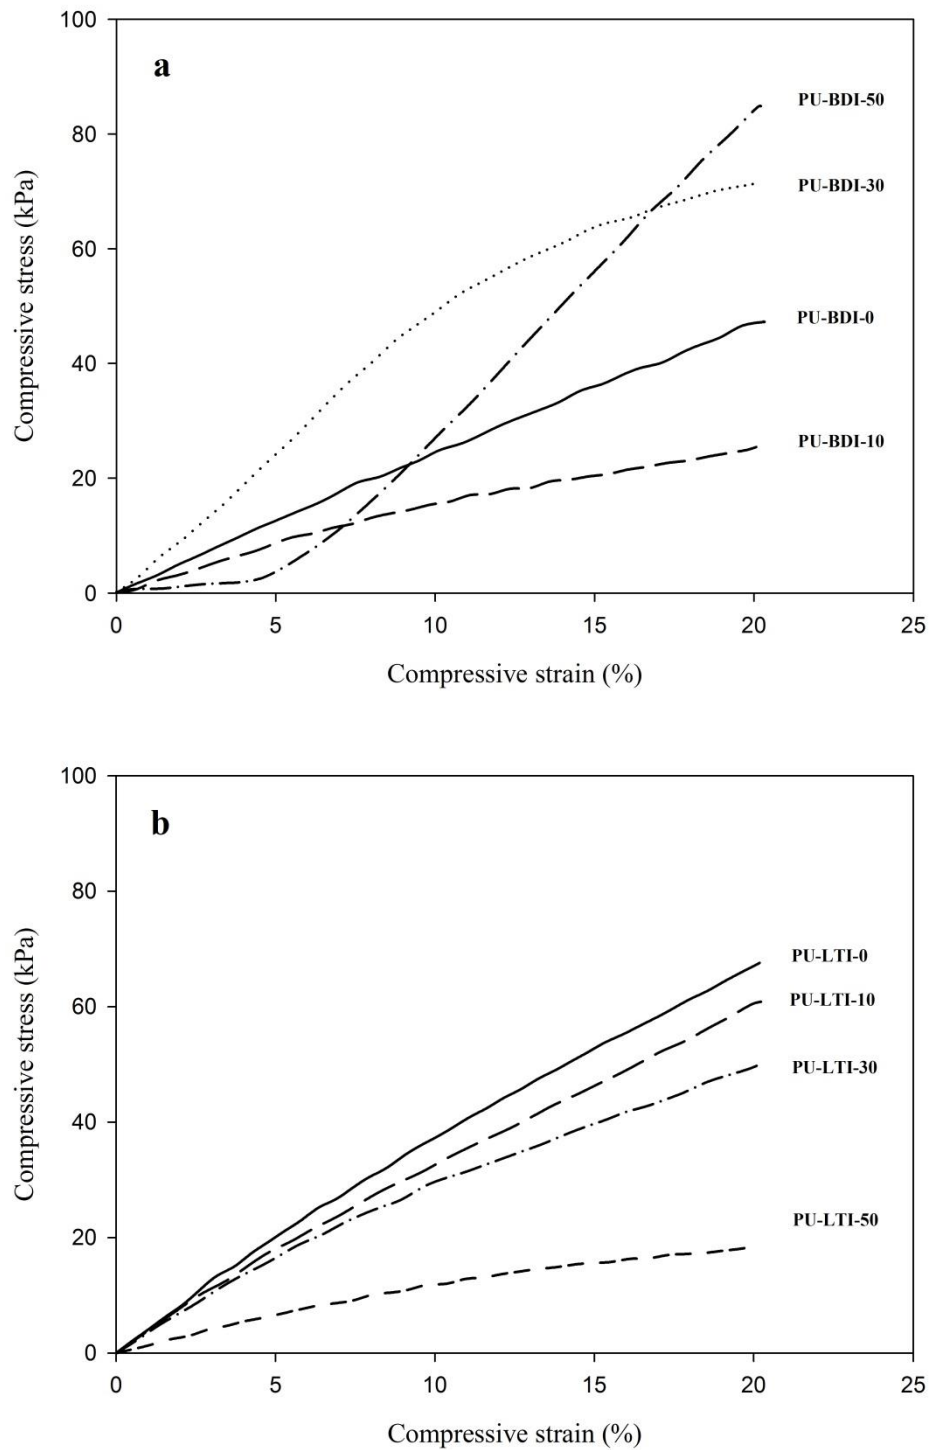 100
a
PU-BDI-50
80
PU-BDI-30
60
PU-BDI-0
40
PU-BDI-10
20
0
0 5 10 15 20 25
Compressive stress (kPa)
Compressive strain (%)
100
b
80
PU-LTI-0
60
PU-LTI-10
PU-LTI-30
40
PU-LTI-50
20
0
0 5 10 15 20 25
Compressive stress (kPa)
Compressive strain (%)